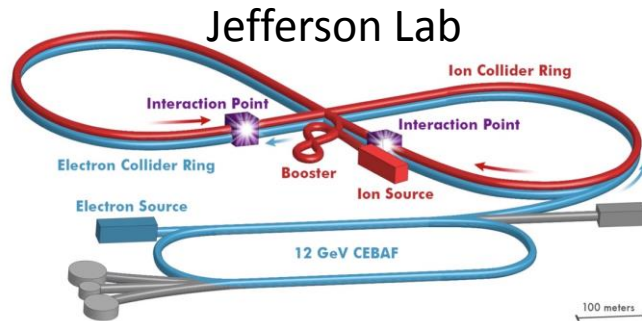 Jefferson Lab
Ion Collider Ring
Interaction Point
Interaction Point
Electron Collider Ring
Booster
Ion Source
Electron Source
12 GeV CEBAF
100 meters